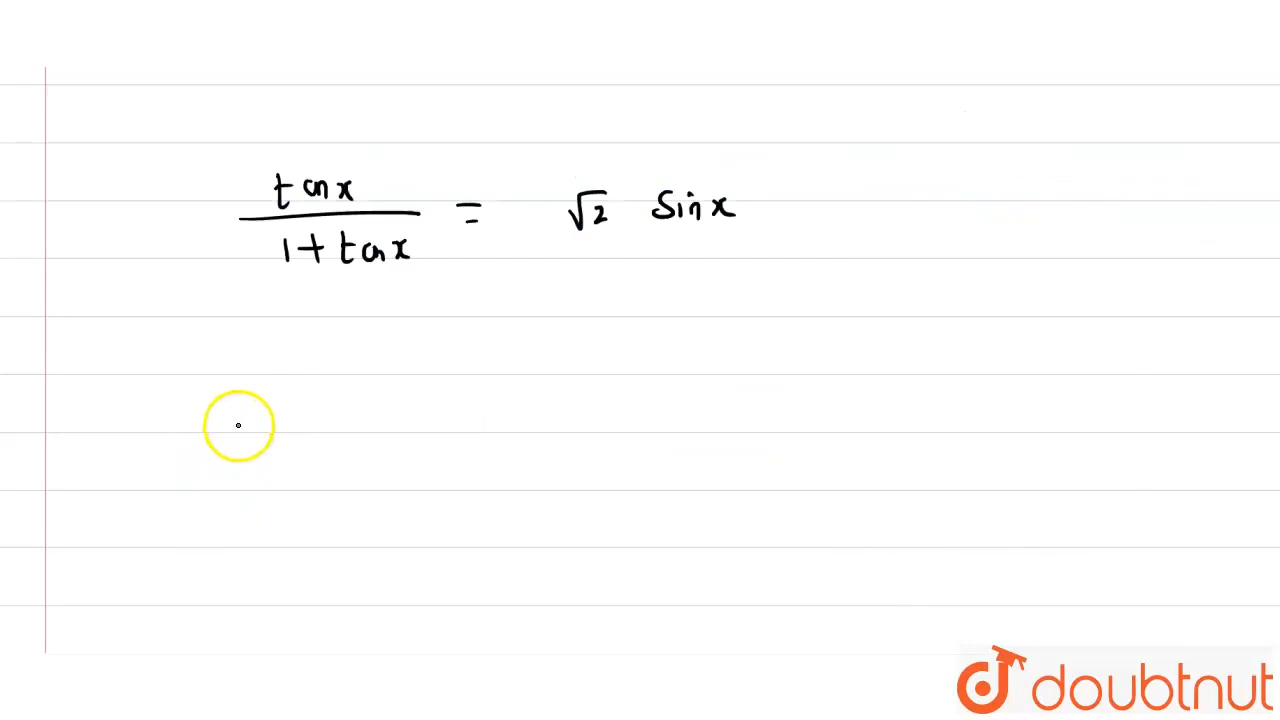 tan x / 1 + tan x = √2 sin x
doubtnut